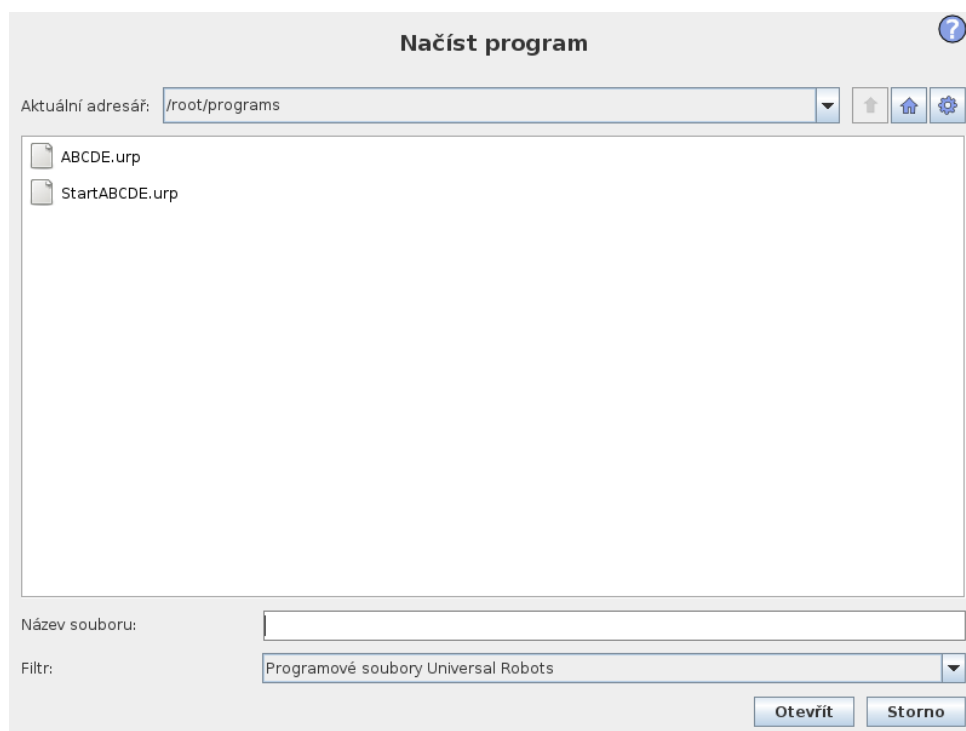 Načíst program
?
Aktuální adresář: /root/programs
ABCDE.urp
StartABCDE.urp
Název souboru:
Filtr: Programové soubory Universal Robots
Otevřít Storno